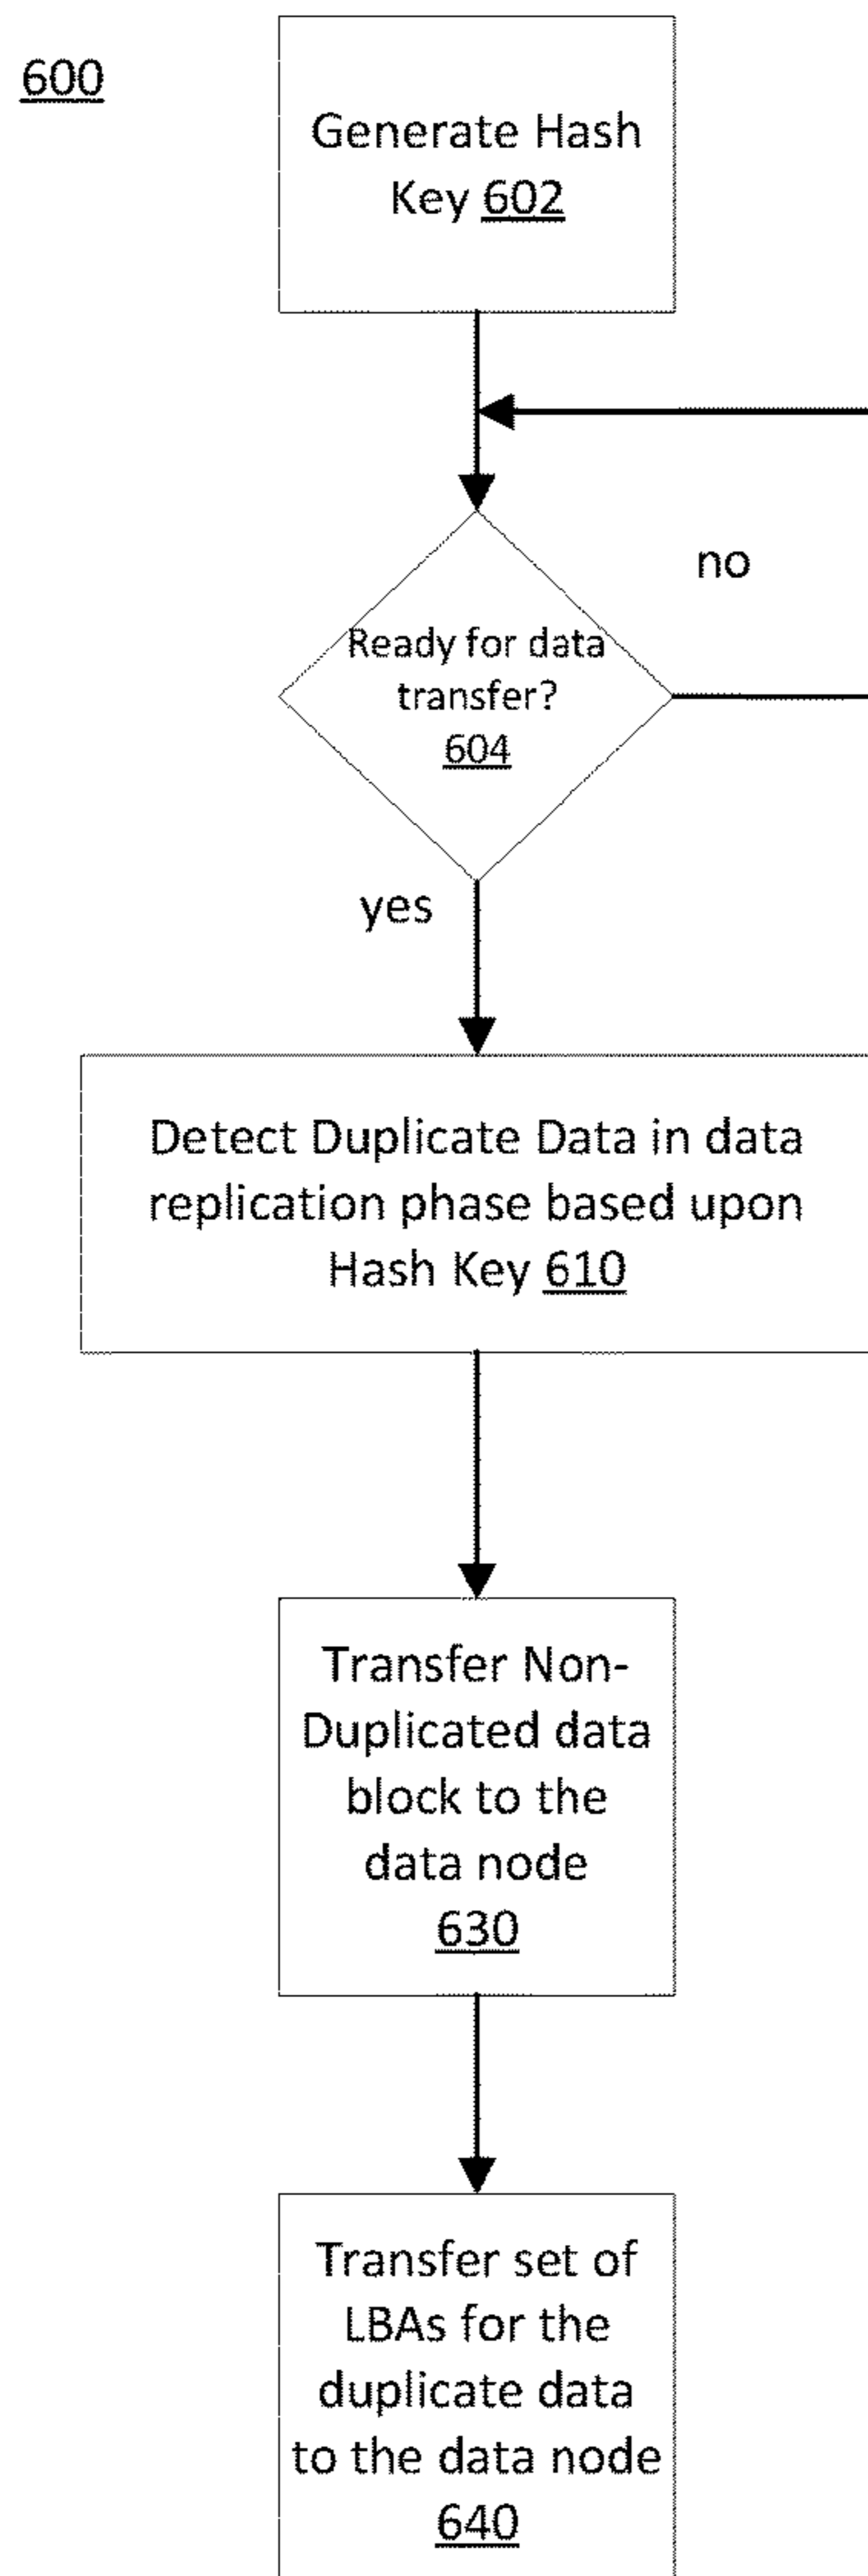 600
Generate Hash
Key 602
no
Ready for data
transfer?
604
yes
Detect Duplicate Data in data
replication phase based upon
Hash Key 610
Transfer Non-
Duplicated data
block to the
data node
630
Transfer set of
LBAs for the
duplicate data
to the data node
640